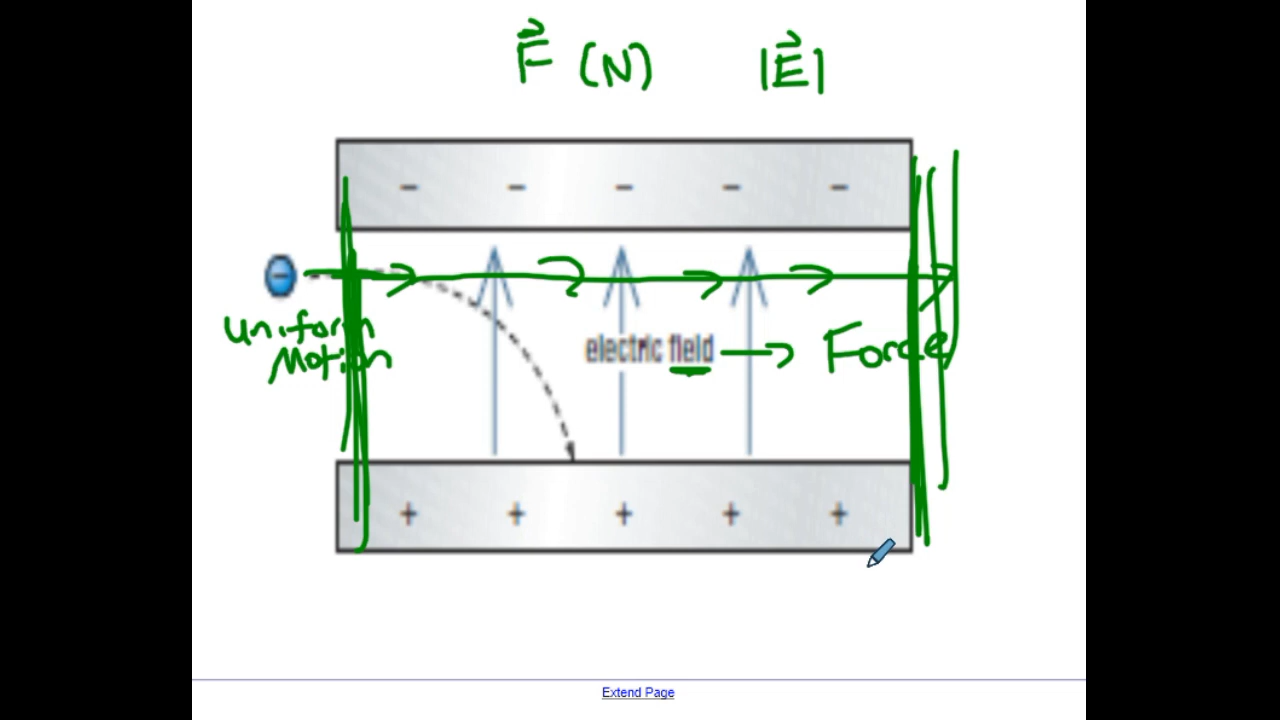 F (N) |E|
- - - - -
-
Uniform
Motion
electric field → Force
+ + + + +
Extend Page